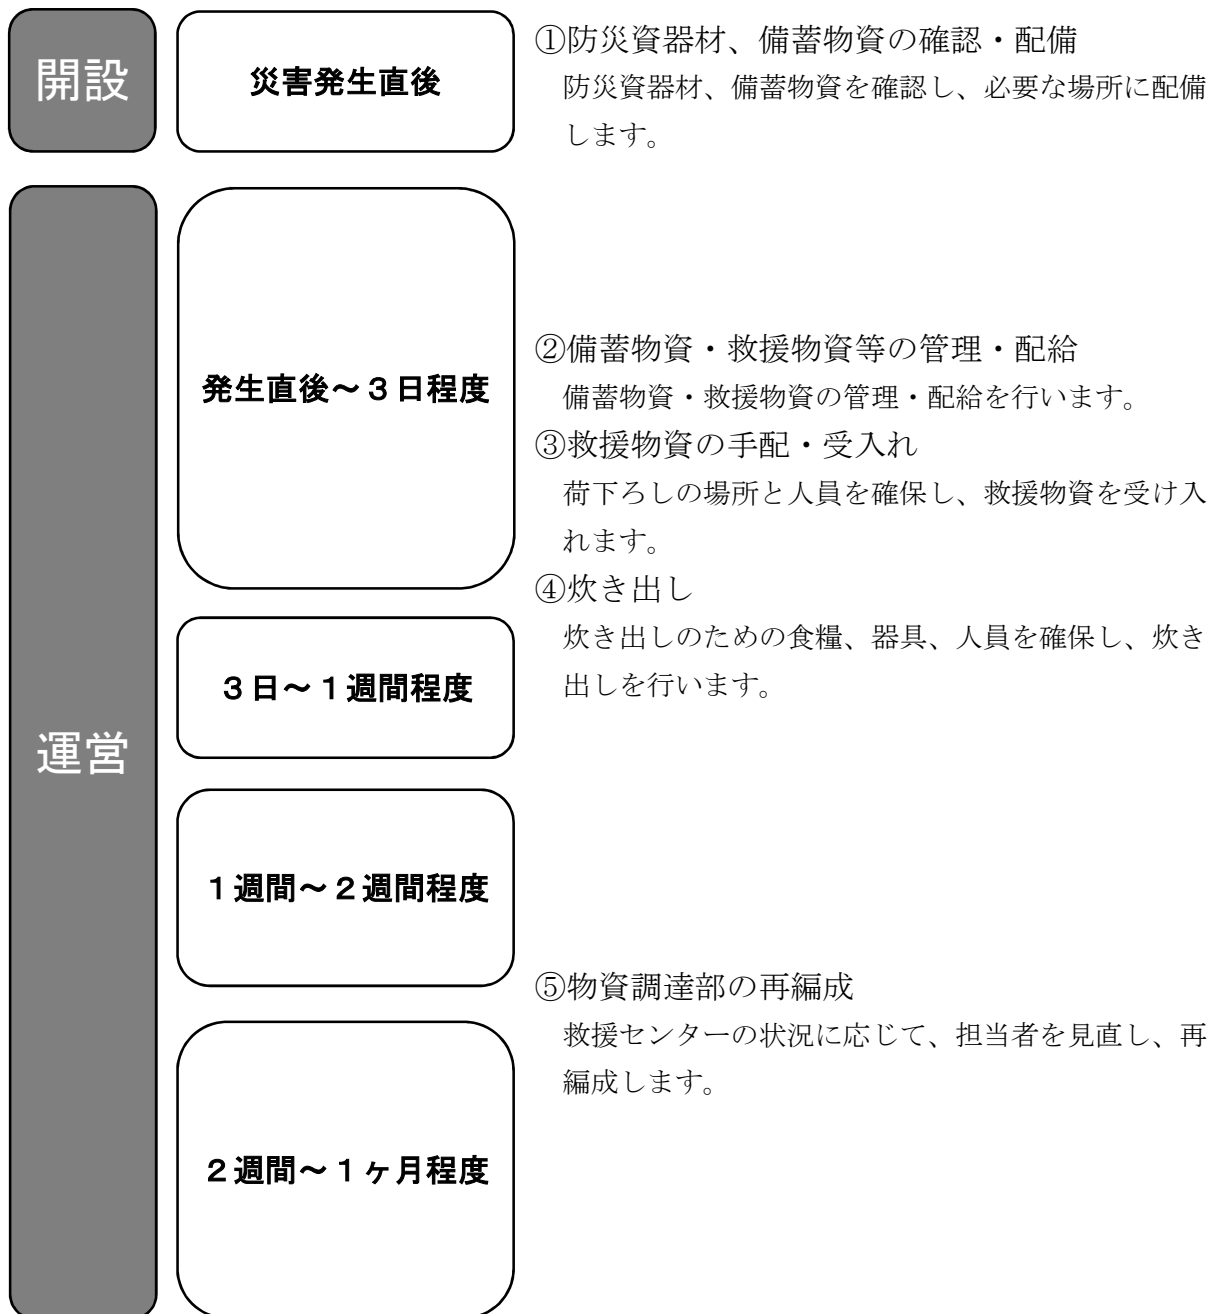 開設
災害発生直後
①防災資器材、備蓄物資の確認・配備
防災資器材、備蓄物資を確認し、必要な場所に配備
します。
運営
発生直後～３日程度
②備蓄物資・救援物資等の管理・配給
備蓄物資・救援物資の管理・配給を行います。
③救援物資の手配・受入れ
荷下ろしの場所と人員を確保し、救援物資を受け入
れます。
④炊き出し
炊き出しのための食糧、器具、人員を確保し、炊き
出しを行います。
３日～１週間程度
１週間～２週間程度
⑤物資調達部の再編成
救援センターの状況に応じて、担当者を見直し、再
編成します。
２週間～１ヶ月程度